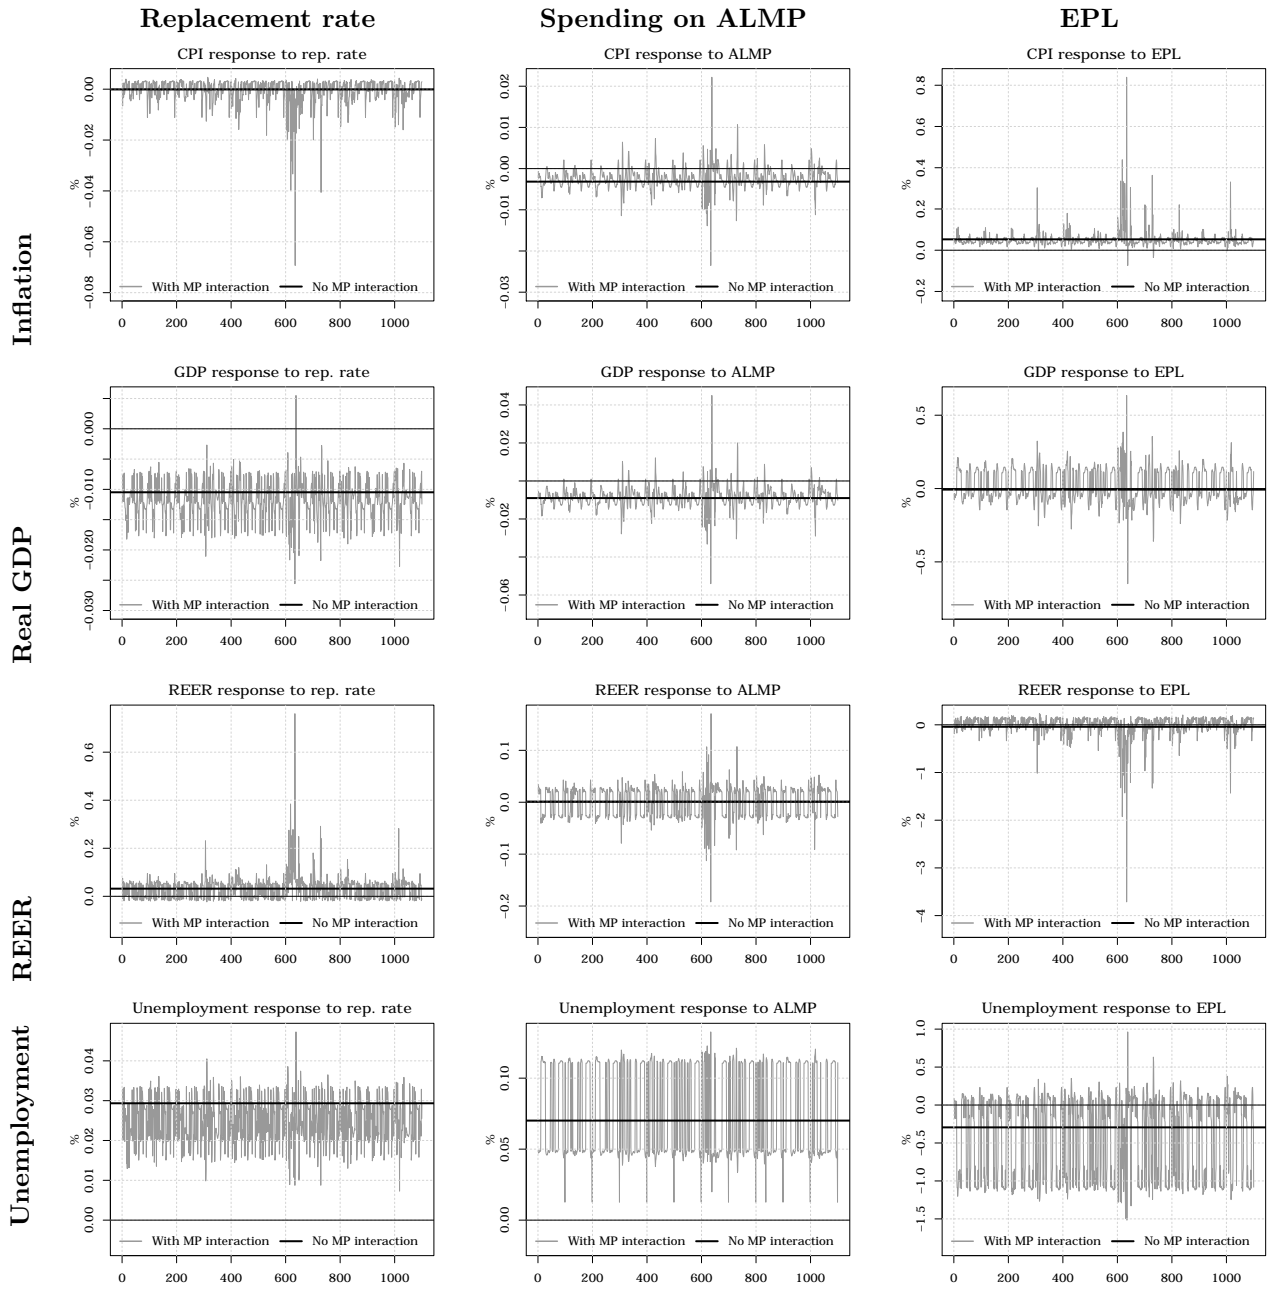 Replacement rate Spending on ALMP EPL
Inflation
CPI response to rep. rate
%
0.00
−0.02
−0.04
−0.06
−0.08
With MP interaction No MP interaction
0 200 400 600 800 1000
CPI response to ALMP
%
0.02
0.01
0.00
−0.01
−0.03
With MP interaction No MP interaction
0 200 400 600 800 1000
CPI response to EPL
%
0.8
0.6
0.4
0.2
0.0
−0.2
With MP interaction No MP interaction
0 200 400 600 800 1000
Real GDP
GDP response to rep. rate
%
0.000
−0.010
−0.020
−0.030
With MP interaction No MP interaction
0 200 400 600 800 1000
GDP response to ALMP
%
0.04
0.02
−0.02
−0.06
With MP interaction No MP interaction
0 200 400 600 800 1000
GDP response to EPL
%
0.5
0.0
−0.5
With MP interaction No MP interaction
0 200 400 600 800 1000
REER
REER response to rep. rate
%
0.6
0.4
0.2
0.0
With MP interaction No MP interaction
0 200 400 600 800 1000
REER response to ALMP
%
0.1
0.0
−0.1
−0.2
With MP interaction No MP interaction
0 200 400 600 800 1000
REER response to EPL
%
0
−1
−2
−3
−4
With MP interaction No MP interaction
0 200 400 600 800 1000
Unemployment
Unemployment response to rep. rate
%
0.04
0.03
0.02
0.01
0.00
With MP interaction No MP interaction
0 200 400 600 800 1000
Unemployment response to ALMP
%
0.10
0.05
0.00
With MP interaction No MP interaction
0 200 400 600 800 1000
Unemployment response to EPL
%
1.0
0.5
0.0
−0.5
−1.0
−1.5
With MP interaction No MP interaction
0 200 400 600 800 1000